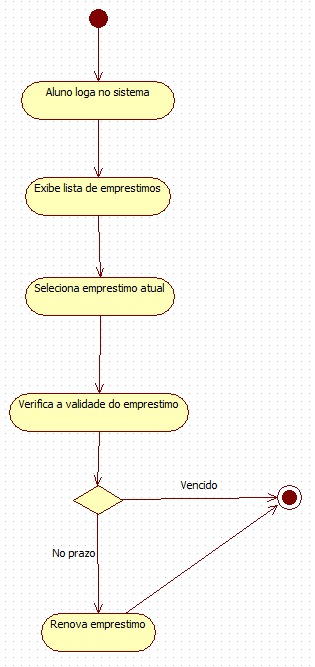 Aluno loga no sistema
Exibe lista de emprestimos
Seleciona emprestimo atual
Verifica a validade do emprestimo
Vencido
No prazo
Renova emprestimo